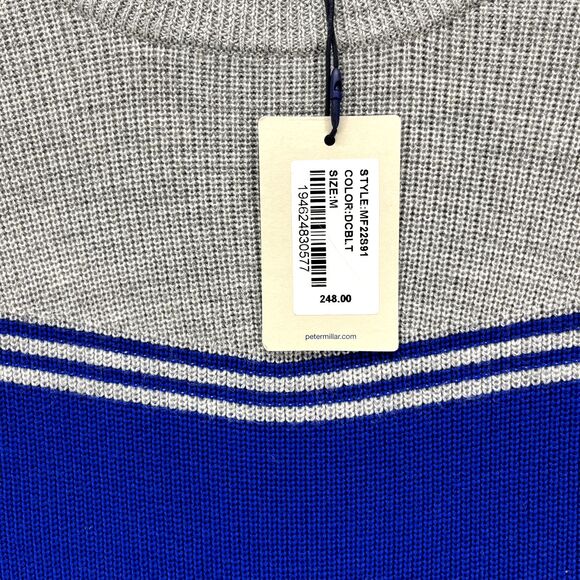 STYLE:MF22S91
COLOR:DCBLT
SIZE:M
194624830577
248.00
petermillar.com